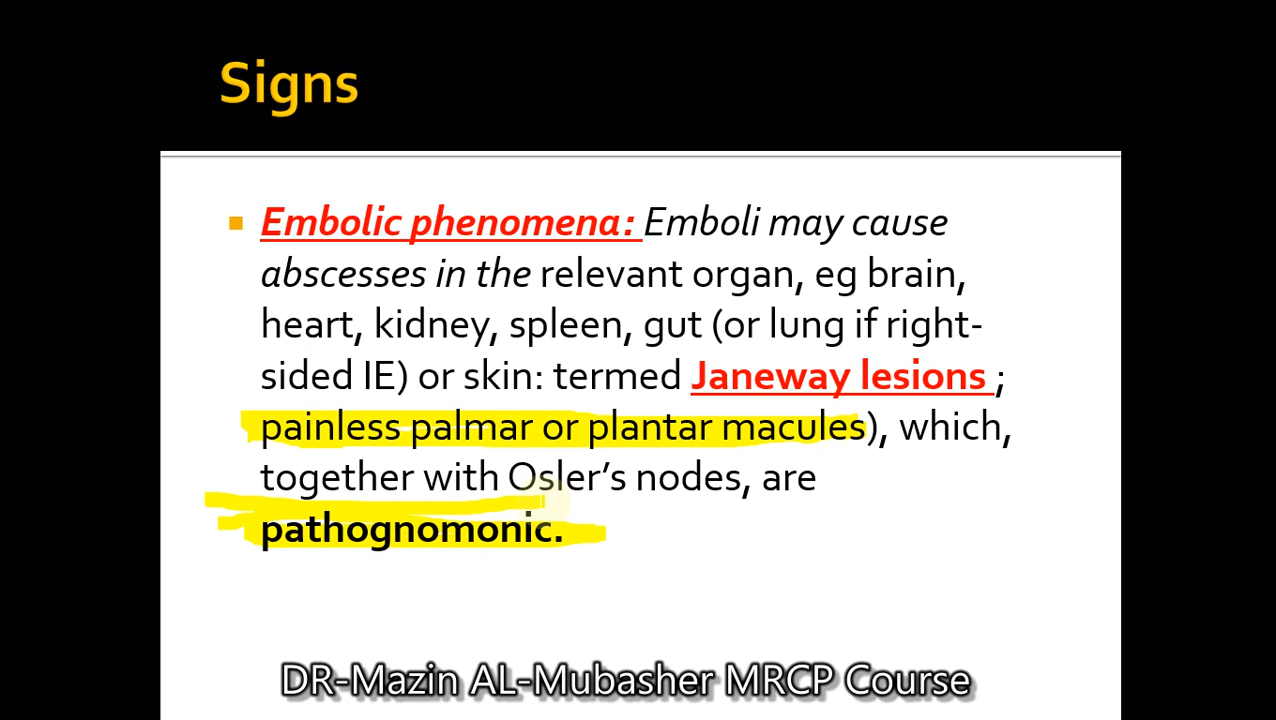 Signs
Embolic phenomena: Emboli may cause
abscesses in the relevant organ, eg brain,
heart, kidney, spleen, gut (or lung if right-
sided IE) or skin: termed Janeway lesions ;
painless palmar or plantar macules), which,
together with Osler’s nodes, are
pathognomonic.
DR-Mazin AL-Mubasher MRCP Course